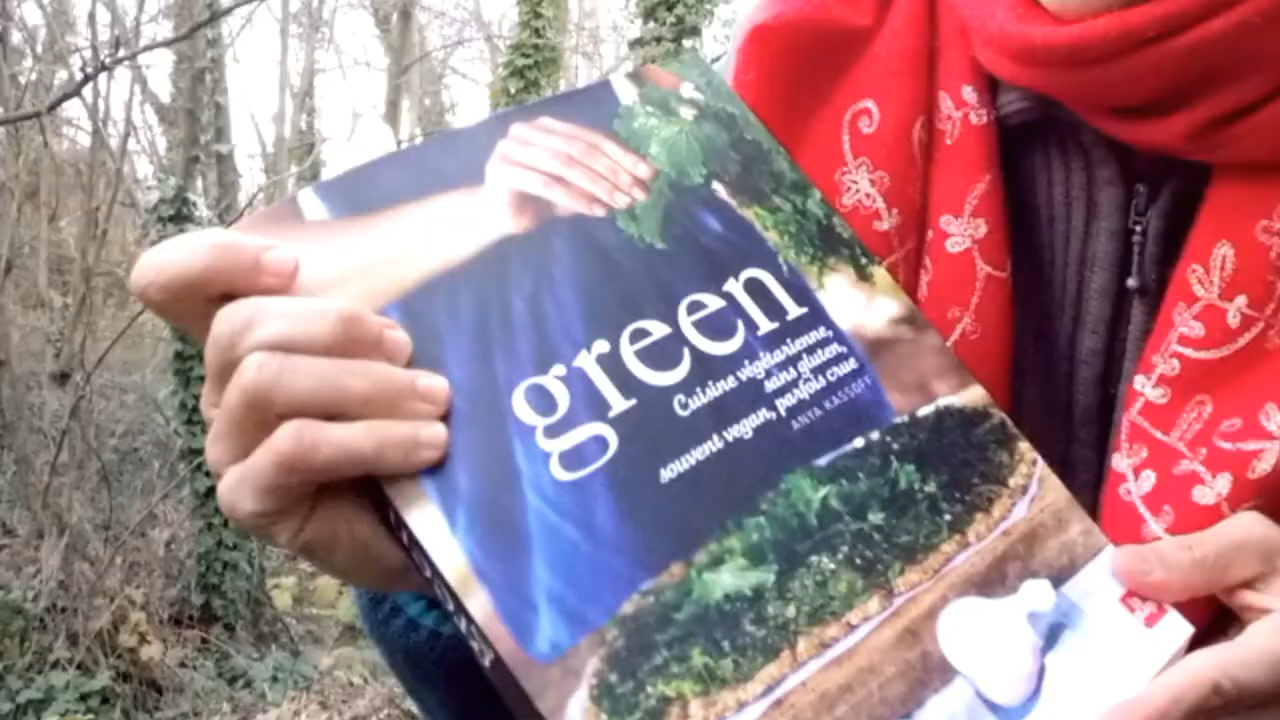 green
Cuisine végétarienne,
sans gluten,
souvent vegan, parfois crue
ANYA KASSOFF